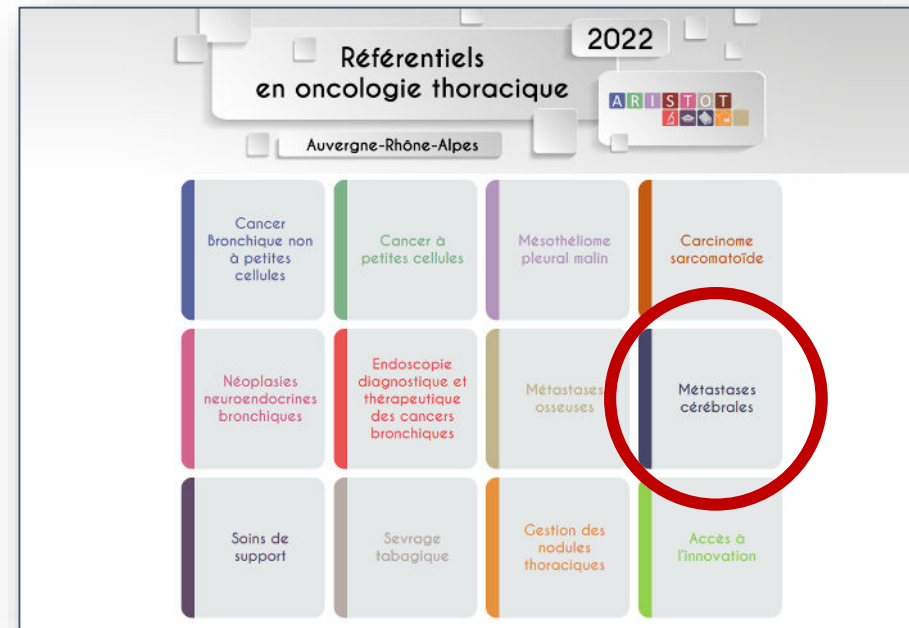 2022
Référentiels
en oncologie thoracique
ARISTOT
Auvergne-Rhône-Alpes
Cancer
Bronchique non
à petites
cellules
Cancer à
petites cellules
Mésothéliome
pleural malin
Carcinome
sarcomatoïde
Néoplasies
neuroendocrines
bronchiques
Endoscopie
diagnostique et
thérapeutique
des cancers
bronchiques
Métastases
osseuses
Métastases
cérébrales
Soins de
support
Sevrage
tabagique
Gestion des
nodules
thoraciques
Accès à
l'innovation